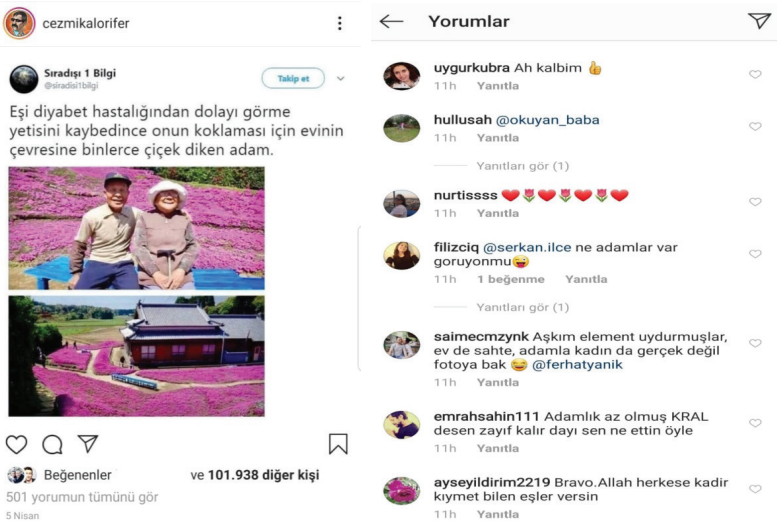 cezmikalorifer
Sıradışı 1 Bilgi
@siradisi1bilgi
Takip et
Eşi diyabet hastalığından dolayı görme
yetisini kaybedince onun koklaması için evinin
çevresine binlerce çiçek diken adam.
Beğenenler ve 101.938 diğer kişi
501 yorumun tümünü gör
5 Nisan
Yorumlar
uygurkubra Ah kalbim 👍
11h Yanıtla
hullusah @okuyan_baba
11h Yanıtla
Yanıtları gör (1)
nurtissss ❤️🌷❤️🌷❤️🌷❤️
11h Yanıtla
filizciq @serkan.ilce ne adamlar var
goruyonmu😜
11h 1 beğenme Yanıtla
Yanıtları gör (1)
saimecmzynk Aşkım element uydurmuşlar,
ev de sahte, adamla kadın da gerçek değil
fotoya bak 😂 @ferhatyanik
11h Yanıtla
emrahsahin111 Adamlık az olmuş KRAL
desen zayıf kalır dayı sen ne ettin öyle
11h Yanıtla
ayseyildirim2219 Bravo.Allah herkese kadir
kıymet bilen eşler versin
11h Yanıtla